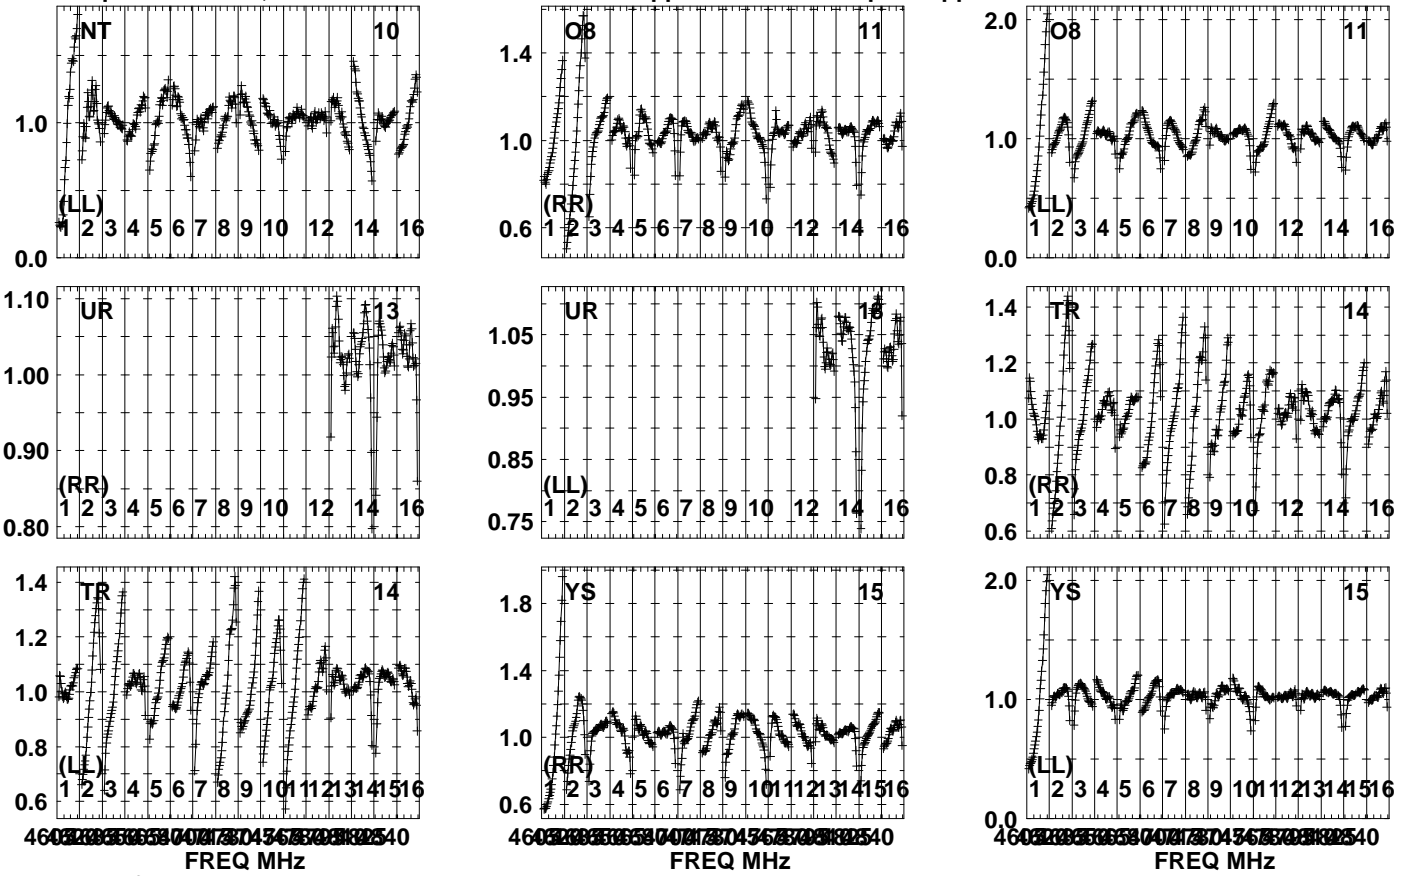 NT 10 O8 11 O8 11
1.0 1.4 2.0
1.0 1.0
(LL) (RR) (LL)
1 2 3 4 5 6 7 8 9 10 12 14 16 0.6 1 2 3 4 5 6 7 8 9 10 12 14 16 1 2 3 4 5 6 7 8 9 10 12 14 16
0.0 0.0
1.10 UR 13 UR 13 1.4 TR 14
1.05
1.00 1.2
0.95 1.0
0.90
0.85 0.8
(RR) (LL) (RR)
1 2 3 4 5 6 7 8 9 10 12 14 16 1 2 3 4 5 6 7 8 9 10 12 14 16 1 2 3 4 5 6 7 8 9 10 12 14 16
0.80 0.75 0.6
1.4 TR 14 YS 15 2.0 YS 15
1.8
1.2 1.4
1.0 1.0 1.0
0.8
(LL) (RR) (LL)
1 2 3 4 5 6 7 8 9 10 11 12 13 14 15 16 1 2 3 4 5 6 7 8 9 10 11 12 13 14 15 16 1 2 3 4 5 6 7 8 9 10 11 12 13 14 15 16
0.6 0.6 0.0
FREQ MHz FREQ MHz FREQ MHz